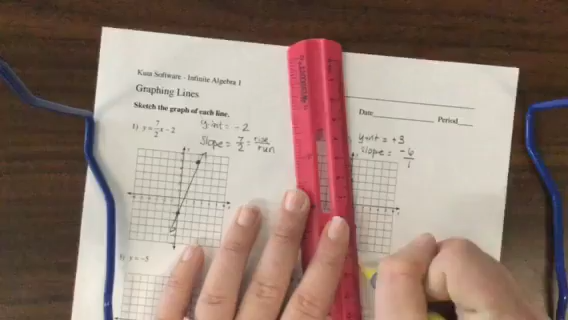 Kuta Software - Infinite Algebra 1
Graphing Lines
Date Period
Sketch the graph of each line.
1) y = 7/2 x - 2
y-int = -2
slope = 7/2 = rise/run
y-int = +3
slope = -6/1
3) y = -5